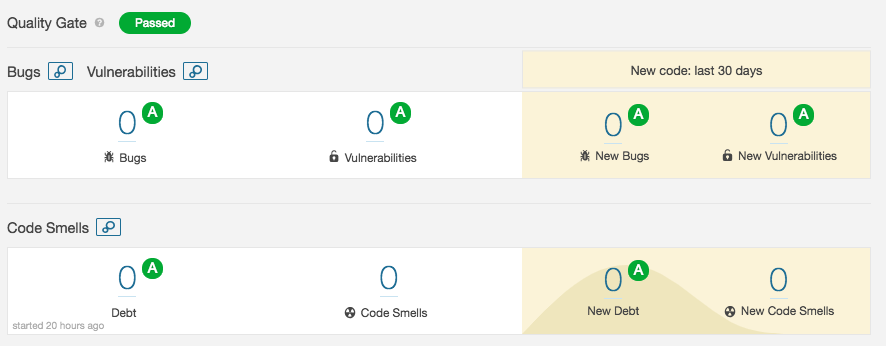 Quality Gate ? Passed
Bugs Vulnerabilities New code: last 30 days
0 A 0 A 0 A 0 A
Bugs Vulnerabilities New Bugs New Vulnerabilities
Code Smells
0 A 0 0 A 0
Debt Code Smells New Debt New Code Smells
started 20 hours ago